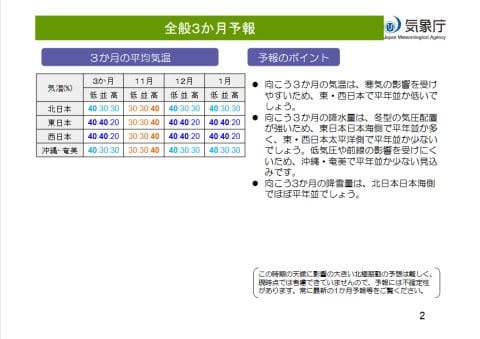 全般3か月予報
気象庁
Japan Meteorological Agency
3か月の平均気温
予報のポイント
気温(%) 3か月 11月 12月 1月
低 並 高 低 並 高 低 並 高 低 並 高
北日本 40:30:30 30:30:40 40:30:30 40:30:30
東日本 40:40:20 30:30:40 40:40:20 40:40:20
西日本 40:40:20 30:30:40 40:40:20 40:40:20
沖縄・奄美 40:30:30 30:30:40 40:30:30 40:30:30
● 向こう3か月の気温は、寒気の影響を受け
やすいため、東・西日本で平年並か低いで
しょう。
● 向こう3か月の降水量は、冬型の気圧配置
が強いため、東日本日本海側で平年並か多
く、東・西日本太平洋側で平年並か少ない
でしょう。低気圧や前線の影響を受けにく
いため、沖縄・奄美で平年並か少ない見込
みです。
● 向こう3か月の降雪量は、北日本日本海側
でほぼ平年並でしょう。
この時期の天候に影響の大きい北極振動の予想は難しく、
現時点では考慮できていませんので、予報には不確定性
があります。常に最新の1か月予報等をご覧ください。
2